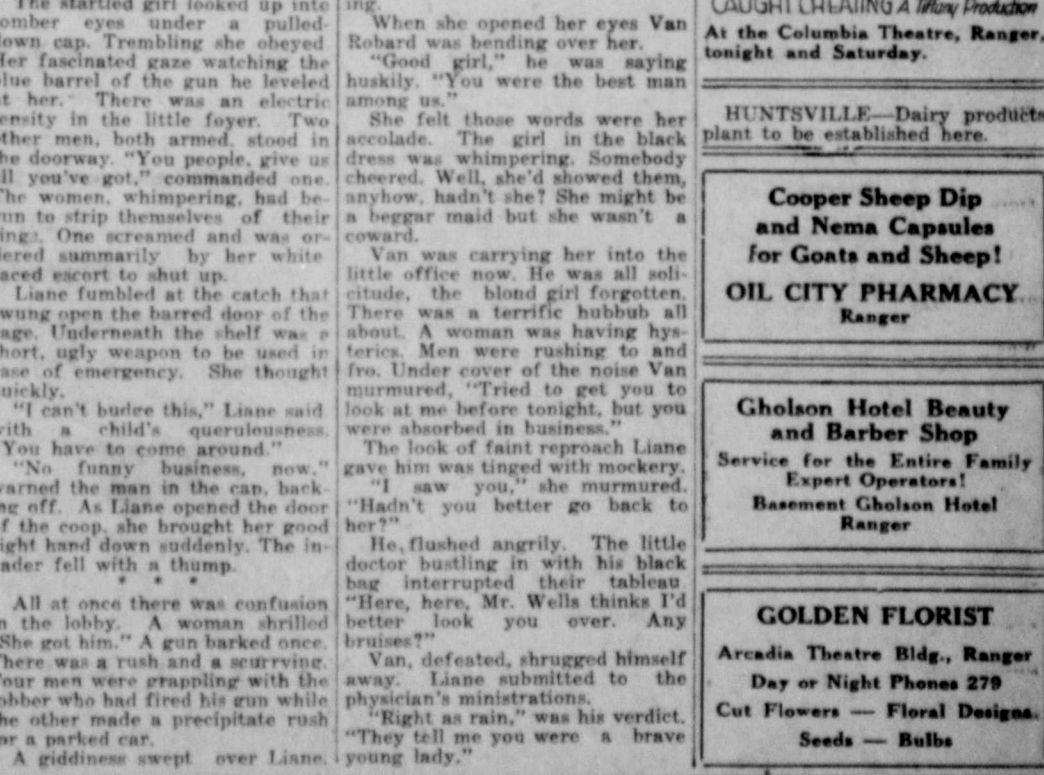 The startled girl looked up into
omber eyes under a pulled-
down cap. Trembling she obeyed
Her fascinated gaze watching the
blue barrel of the gun he leveled
at her. There was an electric
ensity in the little foyer. Two
other men, both armed, stood in
he doorway. "You people, give us
ll you've got," commanded one.
The women, whimpering, had be-
un to strip themselves of their
ings. One screamed and was or-
ered summarily by her white
aced escort to shut up.
Liane fumbled at the catch that
wung open the barred door of the
age. Underneath the shelf was a
hort, ugly weapon to be used in
ase of emergency. She thought
uickly.
"I can't budge this," Liane said
with a child's querulousness.
"You have to come around."
"No funny business, now,"
warned the man in the cap, back-
ng off. As Liane opened the door
f the coop, she brought her good
ight hand down suddenly. The in-
ader fell with a thump.
* * *
All at once there was confusion
n the lobby. A woman shrilled
"She got him." A gun barked once.
There was a rush and a scurrying.
Four men were grappling with the
obber who had fired his gun while
he other made a precipitate rush
or a parked car.
A giddiness swept over Liane.
ing.
When she opened her eyes Van
Robard was bending over her.
"Good girl," he was saying
huskily. "You were the best man
among us."
She felt those words were her
accolade. The girl in the black
dress was whimpering. Somebody
cheered. Well, she'd showed them,
anyhow, hadn't she? She might be
a beggar maid but she wasn't a
coward.
Van was carrying her into the
little office now. He was all soli-
citude, the blond girl forgotten.
There was a terrific hubbub all
about. A woman was having hys-
terics. Men were rushing to and
fro. Under cover of the noise Van
murmured, "Tried to get you to
look at me before tonight, but you
were absorbed in business."
The look of faint reproach Liane
gave him was tinged with mockery.
"I saw you," she murmured.
"Hadn't you better go back to
her?"
He flushed angrily. The little
doctor bustling in with his black
bag interrupted their tableau.
"Here, here, Mr. Wells thinks I'd
better look you over. Any
bruises?"
Van, defeated, shrugged himself
away. Liane submitted to the
physician's ministrations.
"Right as rain," was his verdict.
"They tell me you were a brave
young lady."
CAUGHT CHEATING A Tiffany Production
At the Columbia Theatre, Ranger,
tonight and Saturday.
HUNTSVILLE—Dairy products
plant to be established here.
Cooper Sheep Dip
and Nema Capsules
for Goats and Sheep!
OIL CITY PHARMACY
Ranger
Gholson Hotel Beauty
and Barber Shop
Service for the Entire Family
Expert Operators!
Basement Gholson Hotel
Ranger
GOLDEN FLORIST
Arcadia Theatre Bldg., Ranger
Day or Night Phones 279
Cut Flowers — Floral Designs.
Seeds — Bulbs